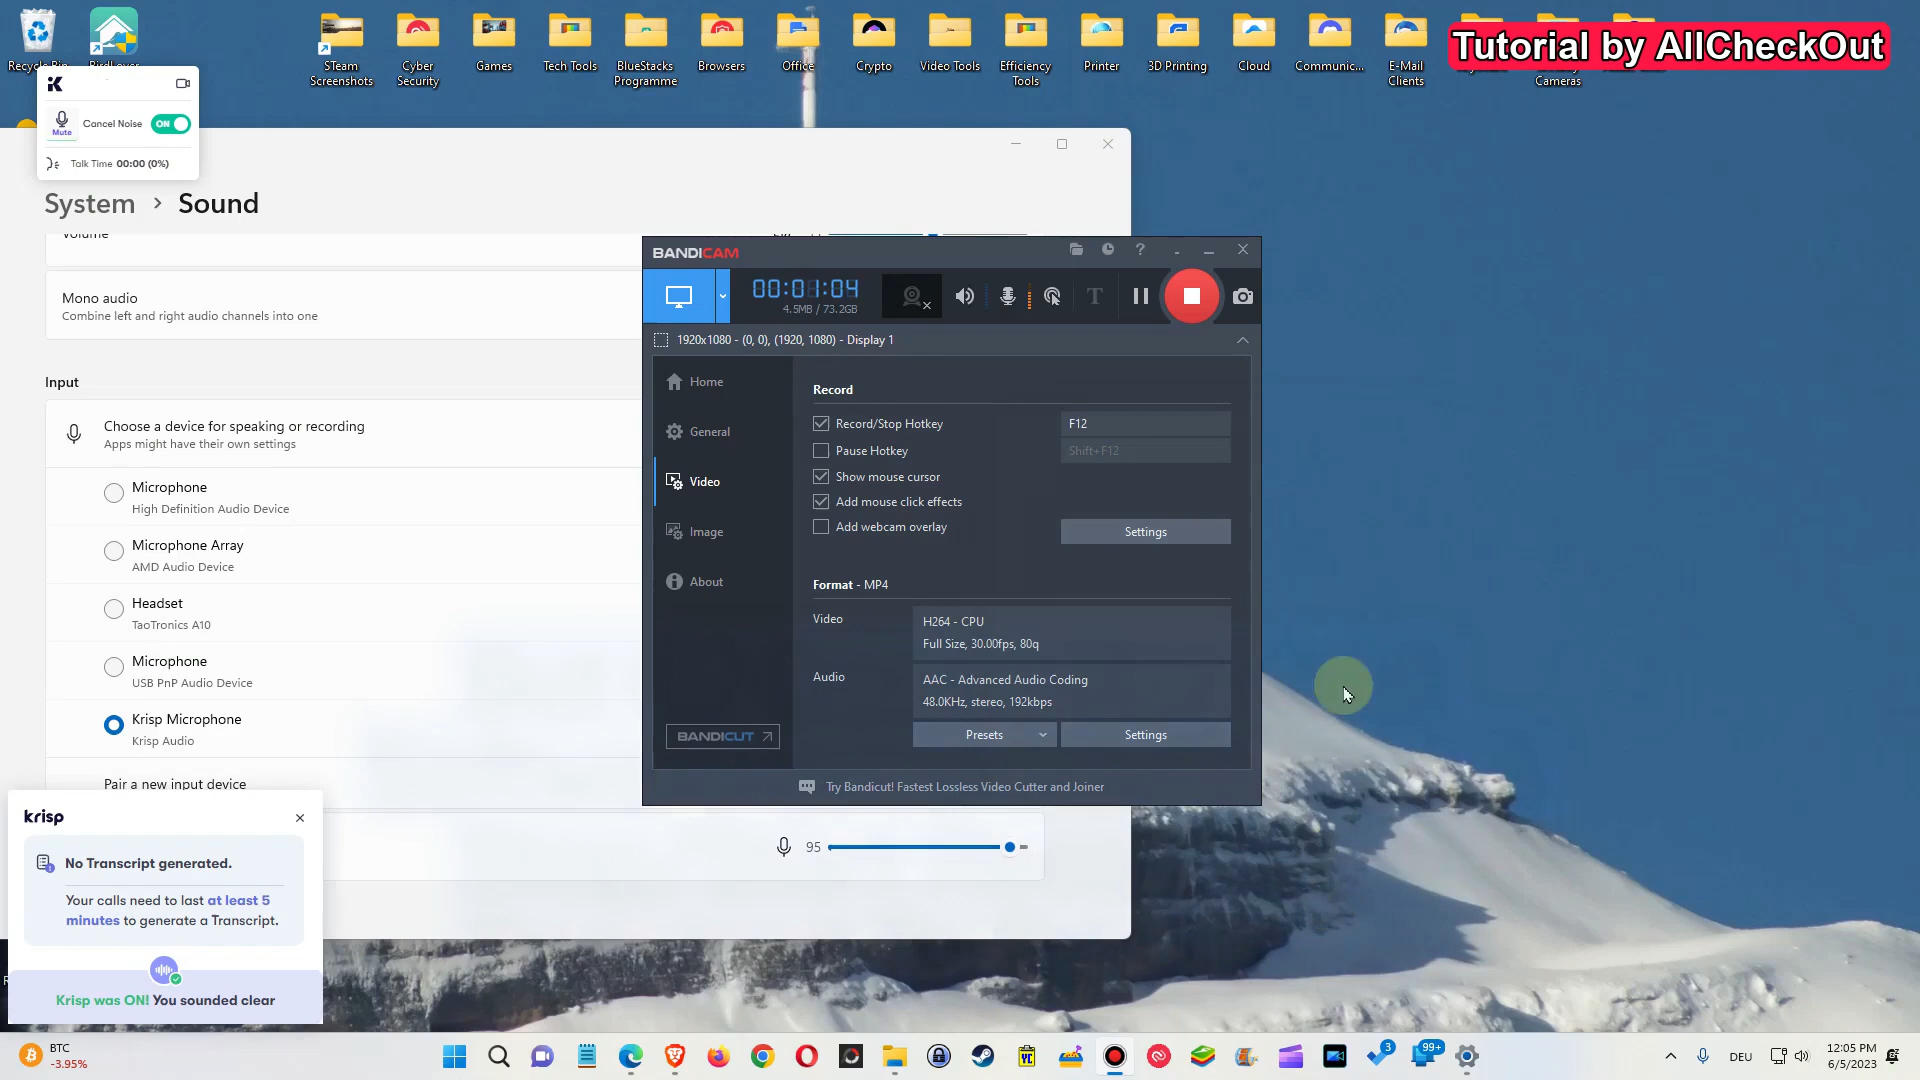 Tutorial by AllCheckOut
Recycle Bin
STeam Screenshots
Cyber Security
Games
Tech Tools
BlueStacks Programme
Browsers
Office
Crypto
Video Tools
Efficiency Tools
Printer
3D Printing
Cloud
Communic...
E-Mail Clients
Cameras
Mute
Cancel Noise
ON
Talk Time 00:00 (0%)
System > Sound
Volume
Mono audio
Combine left and right audio channels into one
Input
Choose a device for speaking or recording
Apps might have their own settings
Microphone
High Definition Audio Device
Microphone Array
AMD Audio Device
Headset
TaoTronics A10
Microphone
USB PnP Audio Device
Krisp Microphone
Krisp Audio
Pair a new input device
95
BANDICAM
00:01:04
4.5MB / 73.2GB
1920x1080 - (0, 0), (1920, 1080) - Display 1
Home
General
Video
Image
About
BANDICUT
Record
Record/Stop Hotkey
F12
Pause Hotkey
Shift+F12
Show mouse cursor
Add mouse click effects
Add webcam overlay
Settings
Format - MP4
Video
H264 - CPU
Full Size, 30.00fps, 80q
Audio
AAC - Advanced Audio Coding
48.0KHz, stereo, 192kbps
Presets
Settings
Try Bandicut! Fastest Lossless Video Cutter and Joiner
krisp
No Transcript generated.
Your calls need to last at least 5
minutes to generate a Transcript.
Krisp was ON! You sounded clear
BTC
-3.95%
3
99+
DEU
12:05 PM
6/5/2023